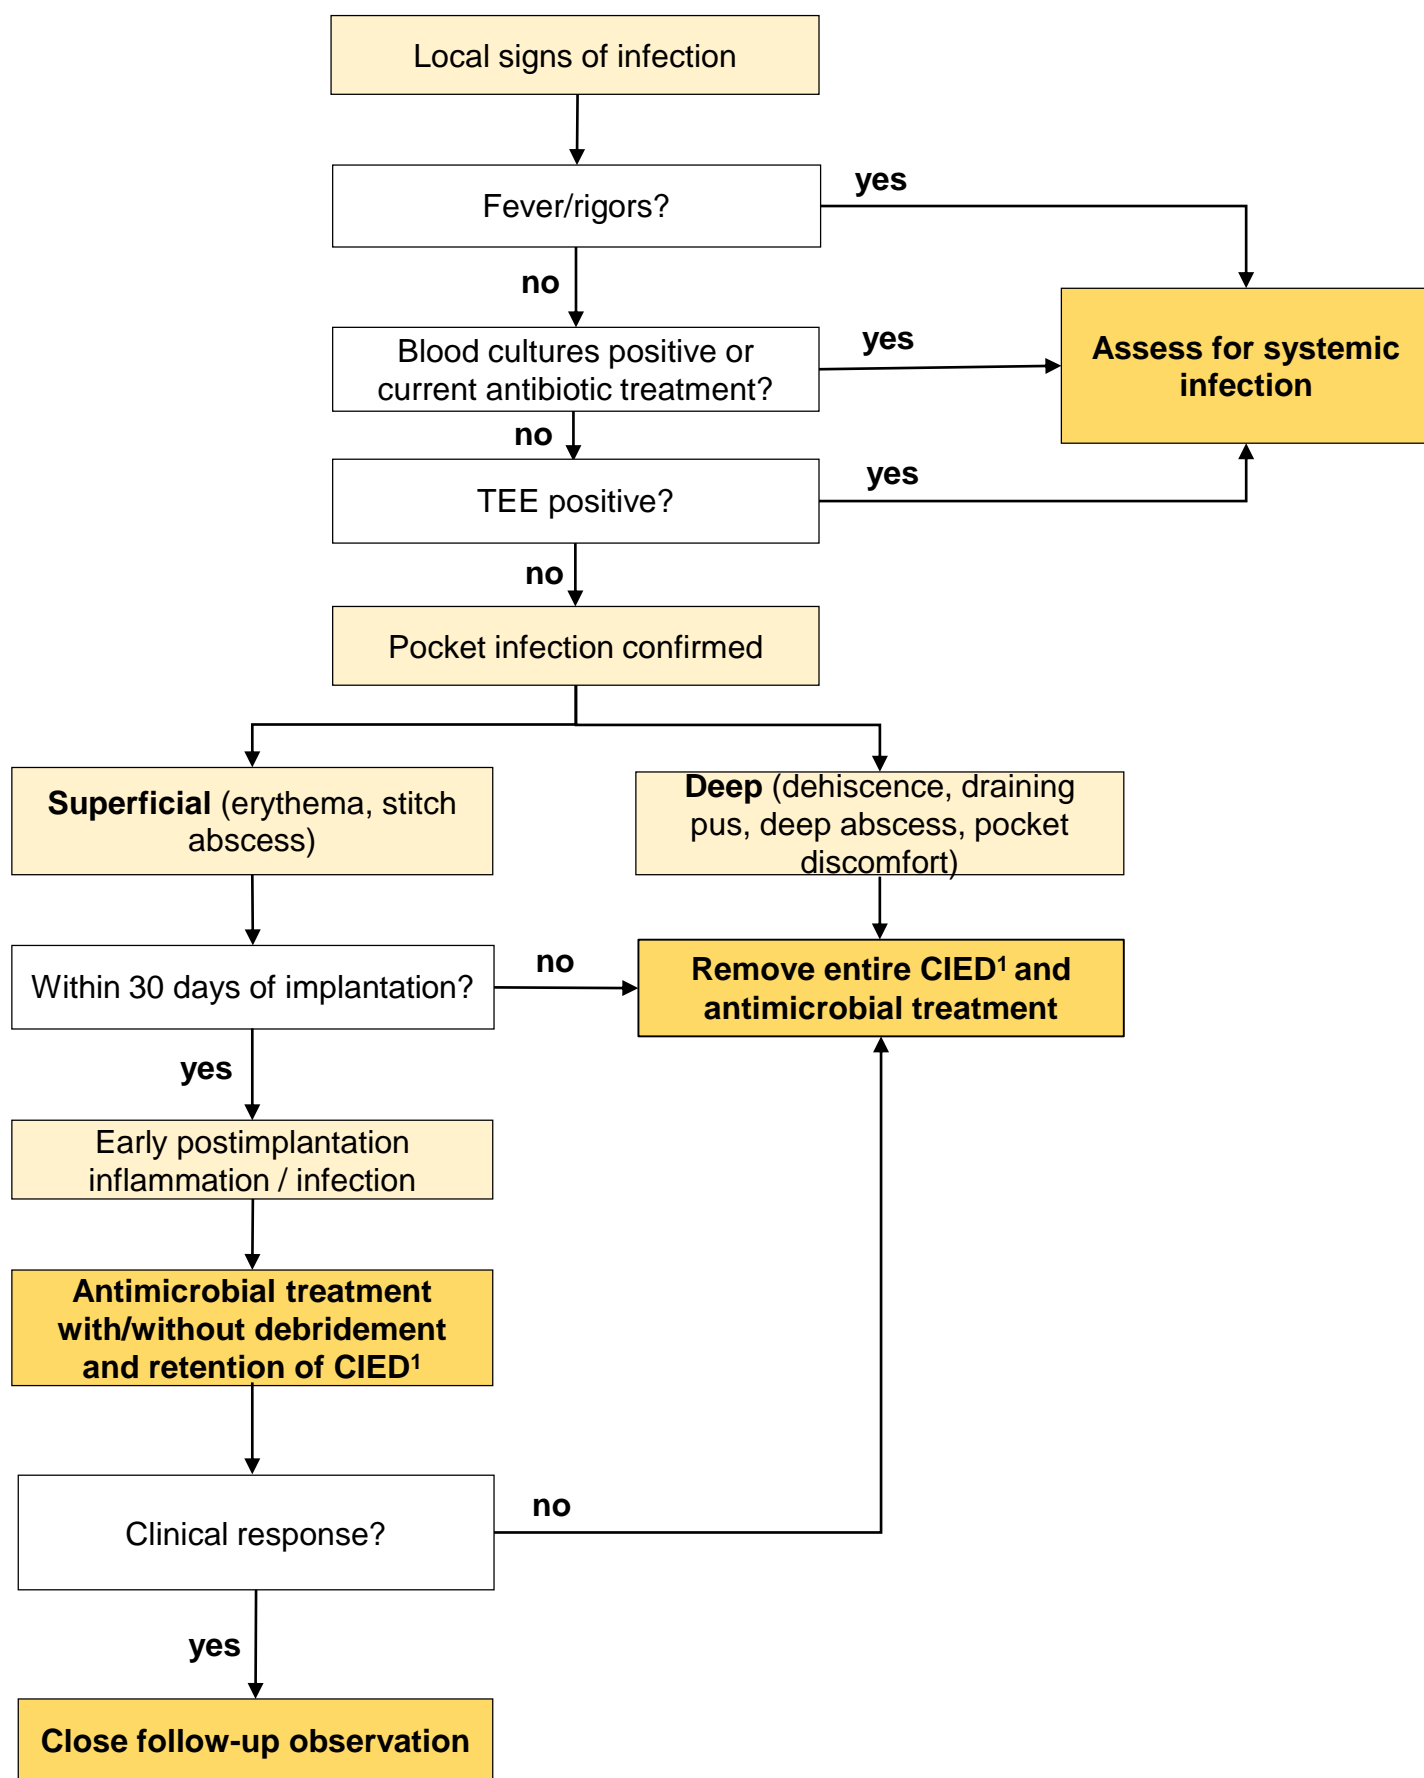 Local signs of infection
Fever/rigors?
yes
no
Blood cultures positive or
current antibiotic treatment?
yes
Assess for systemic
infection
no
TEE positive?
yes
no
Pocket infection confirmed
Superficial (erythema, stitch
abscess)
Deep (dehiscence, draining
pus, deep abscess, pocket
discomfort)
Within 30 days of implantation?
no
Remove entire CIED¹ and
antimicrobial treatment
yes
Early postimplantation
inflammation / infection
Antimicrobial treatment
with/without debridement
and retention of CIED¹
Clinical response?
no
yes
Close follow-up observation